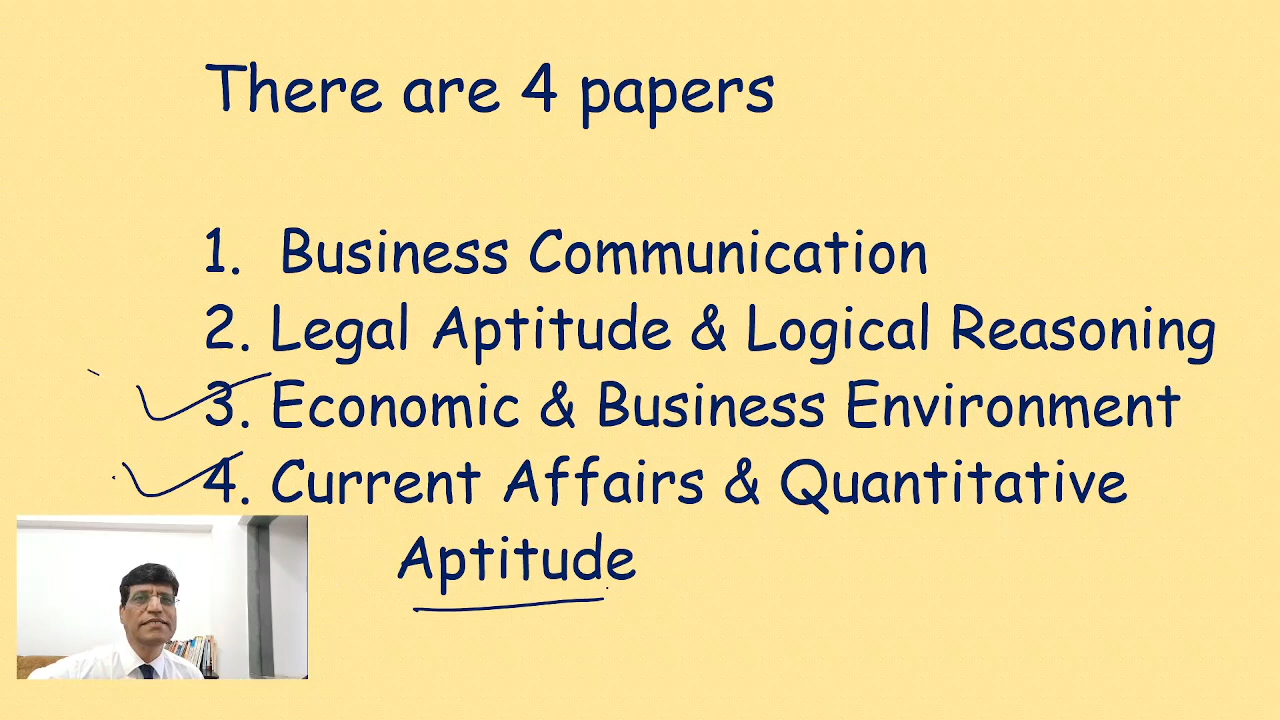 There are 4 papers
1. Business Communication
2. Legal Aptitude & Logical Reasoning
3. Economic & Business Environment
4. Current Affairs & Quantitative
Aptitude